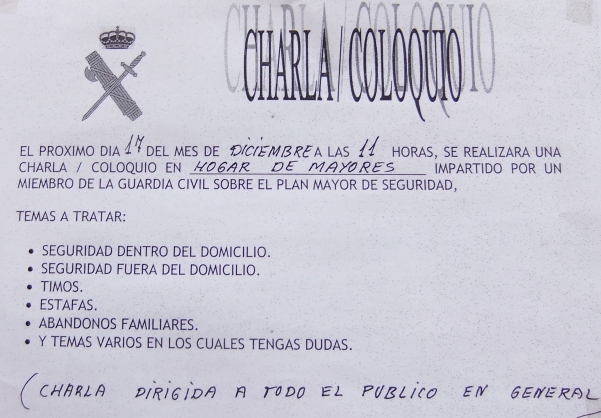 CHARLA / COLOQUIO
EL PROXIMO DIA 17 DEL MES DE DICIEMBRE A LAS 11 HORAS, SE REALIZARA UNA
CHARLA / COLOQUIO EN HOGAR DE MAYORES IMPARTIDO POR UN
MIEMBRO DE LA GUARDIA CIVIL SOBRE EL PLAN MAYOR DE SEGURIDAD,
TEMAS A TRATAR:
• SEGURIDAD DENTRO DEL DOMICILIO.
• SEGURIDAD FUERA DEL DOMICILIO.
• TIMOS.
• ESTAFAS.
• ABANDONOS FAMILIARES.
• Y TEMAS VARIOS EN LOS CUALES TENGAS DUDAS.
(CHARLA DIRIGIDA A TODO EL PUBLICO EN GENERAL